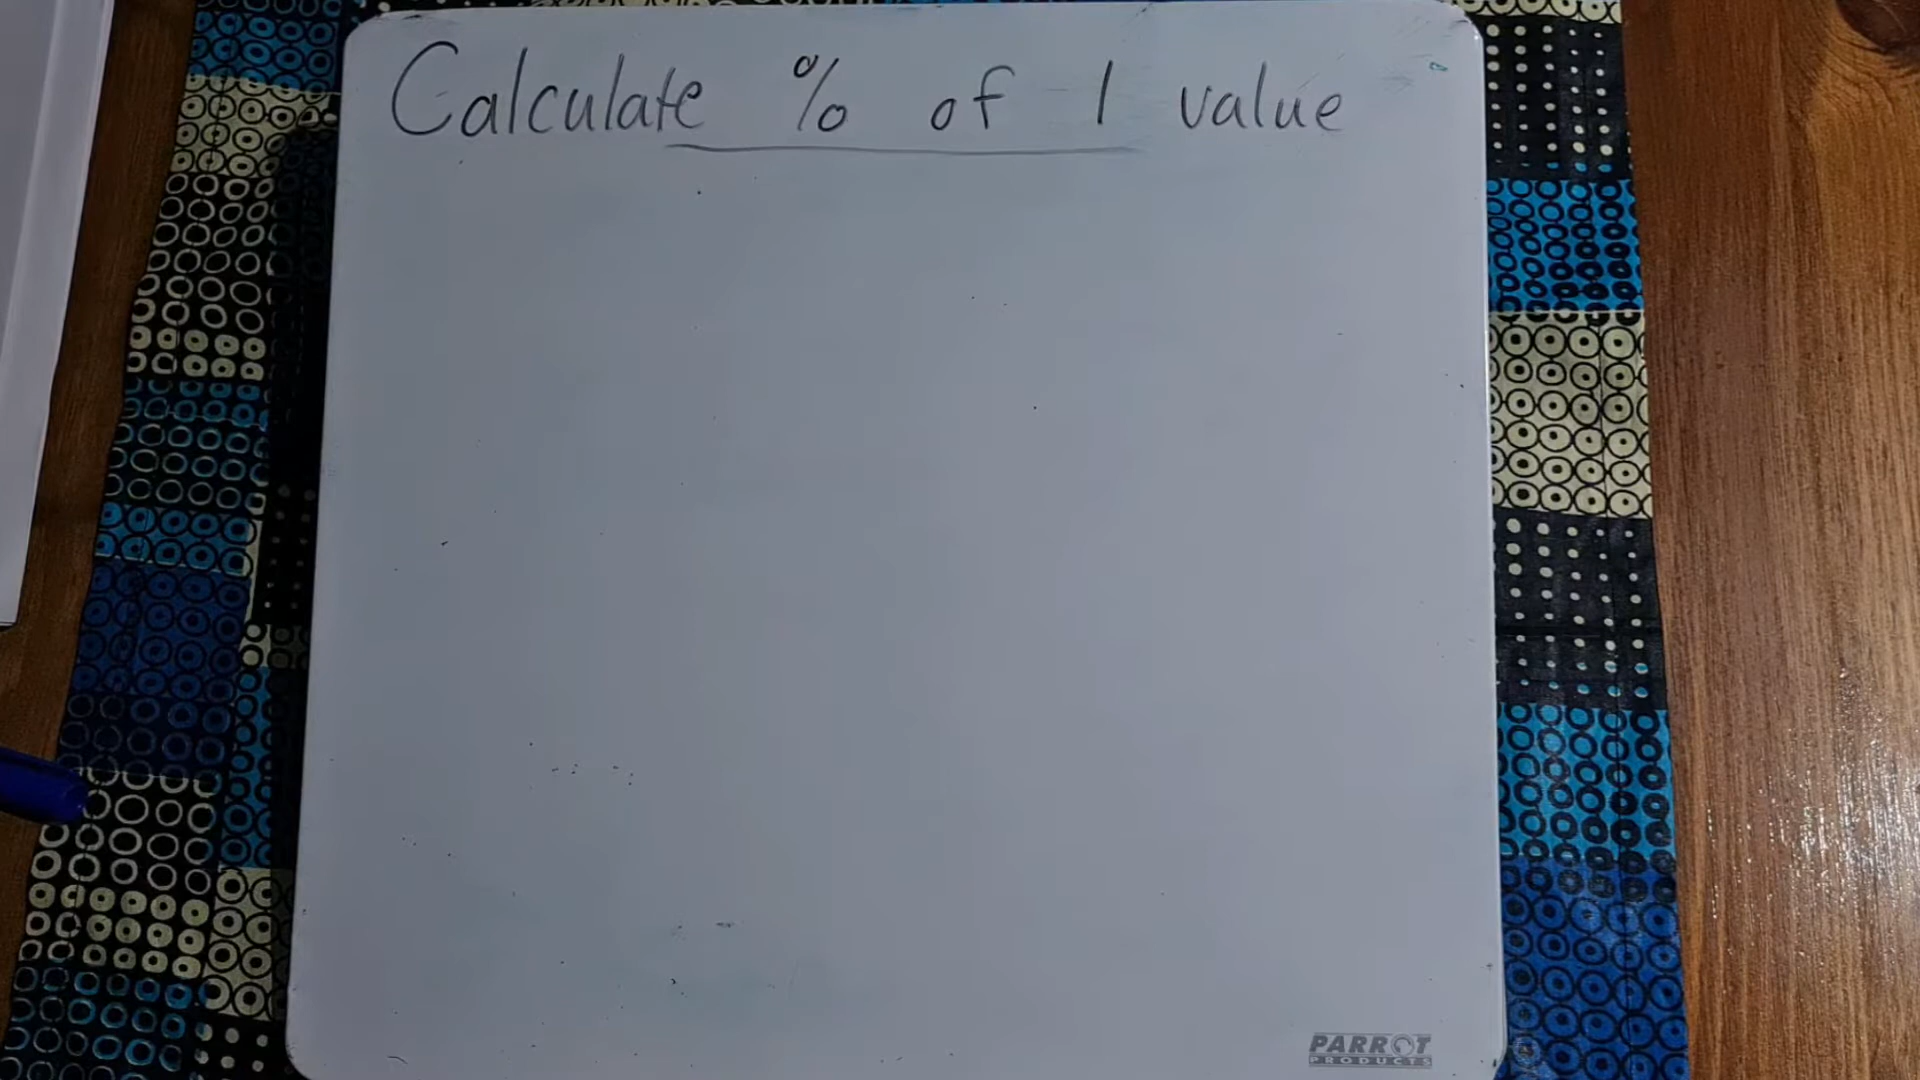 Calculate % of 1 value
PARROT
PRODUCTS